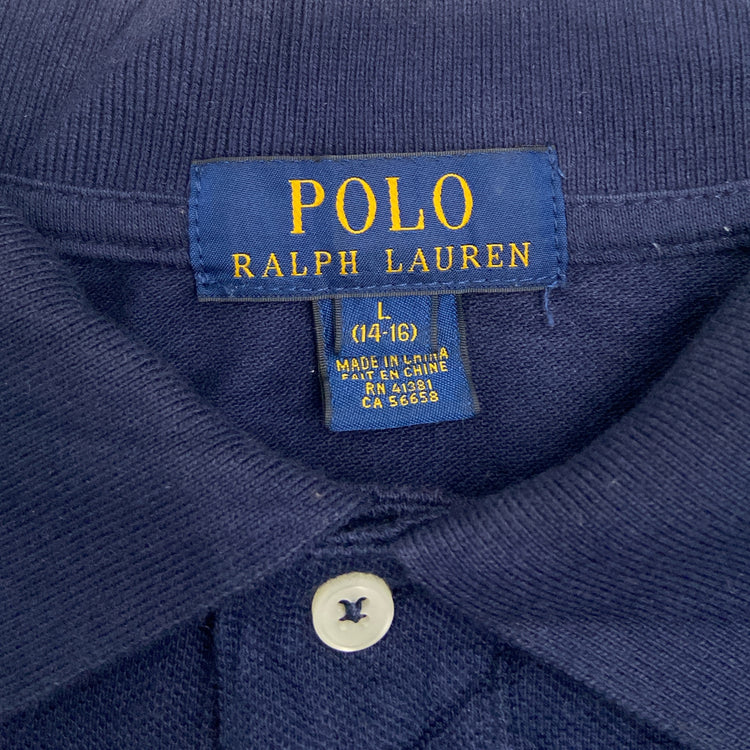 POLO
RALPH LAUREN
L
(14-16)
MADE IN CHINA
FAIT EN CHINE
RN 41381
CA 56658